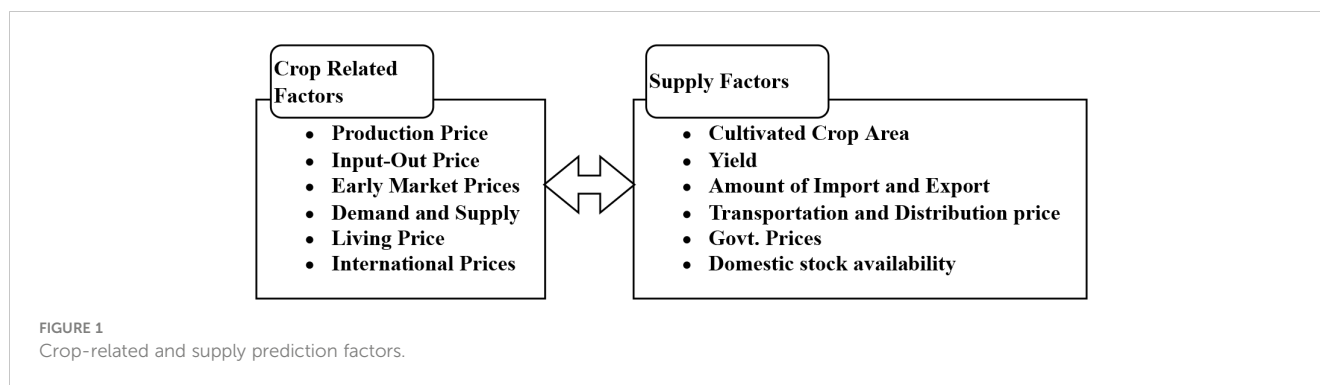 Crop Related
Factors
• Production Price
• Input-Out Price
• Early Market Prices
• Demand and Supply
• Living Price
• International Prices
Supply Factors
• Cultivated Crop Area
• Yield
• Amount of Import and Export
• Transportation and Distribution price
• Govt. Prices
• Domestic stock availability
FIGURE 1
Crop-related and supply prediction factors.